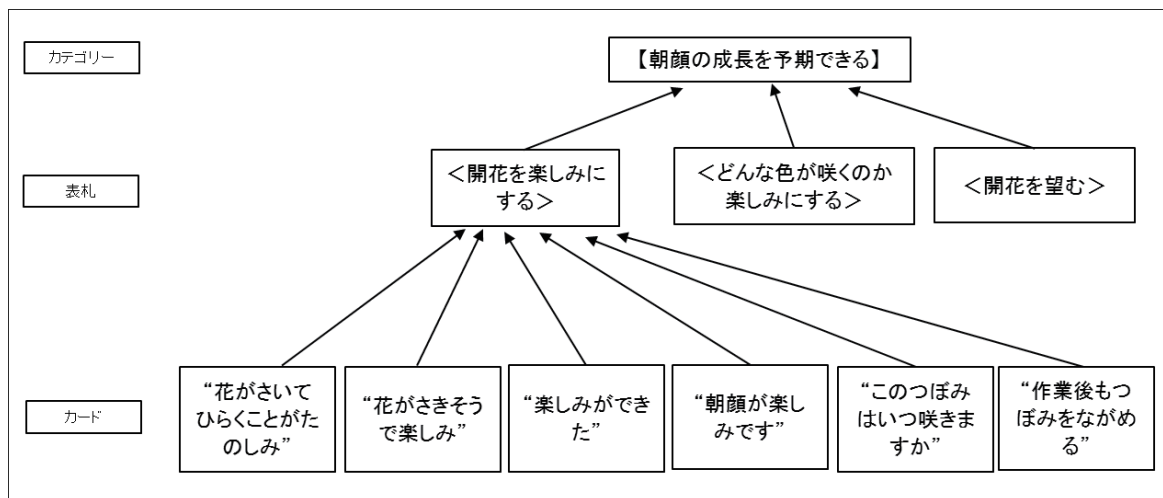 カテゴリー
【朝顔の成長を予期できる】
表札
＜開花を楽しみに
する＞
＜どんな色が咲くのか
楽しみにする＞
＜開花を望む＞
カード
“花がさいて
ひらくことがた
のしみ”
“花がさきそう
で楽しみ”
“楽しみができ
た”
“朝顔が楽し
みです”
“このつぼみ
はいつ咲きま
すか”
“作業後もつ
ぼみをながめ
る”